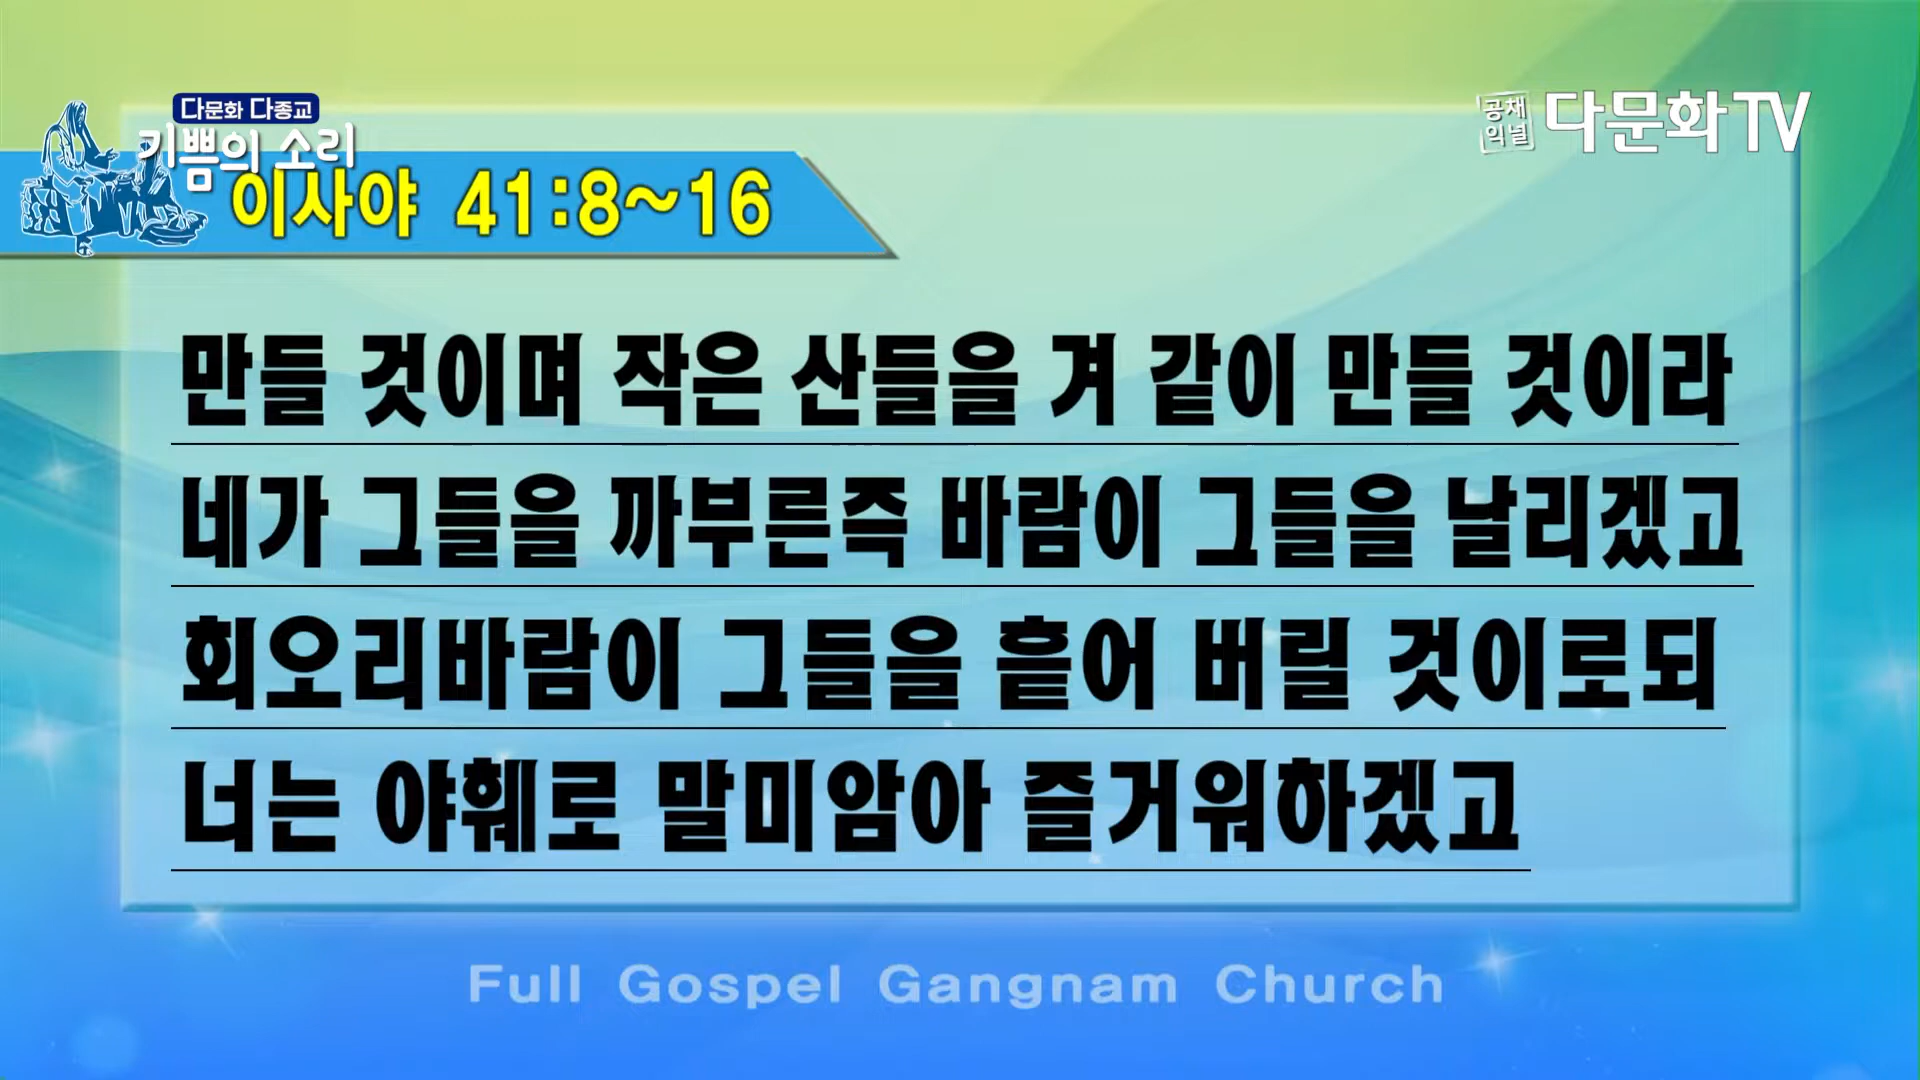 다문화 다종교
기쁨의 소리
공채
익널
다문화TV
이사야 41:8~16
만들 것이며 작은 산들을 겨 같이 만들 것이라
네가 그들을 까부른즉 바람이 그들을 날리겠고
회오리바람이 그들을 흩어 버릴 것이로되
너는 야훼로 말미암아 즐거워하겠고
Full Gospel Gangnam Church